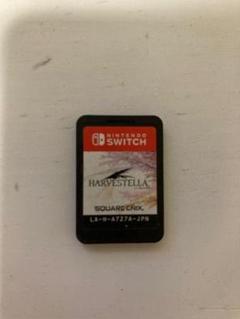 NINTENDO
SWITCH
HARVESTELLA
SQUARE ENIX
LA-H-A727A-JPN